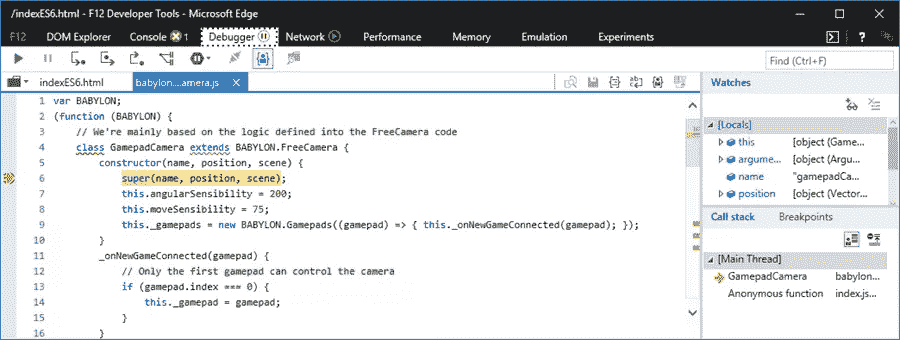 /indexES6.html - F12 Developer Tools - Microsoft Edge
F12 DOM Explorer Console 1 Debugger Network Performance Memory Emulation Experiments ?
Find (Ctrl+F)
indexES6.html babylon....amera.js ×
1 var BABYLON;
2 (function (BABYLON) {
3 // We're mainly based on the logic defined into the FreeCamera code
4 class GamepadCamera extends BABYLON.FreeCamera {
5 constructor(name, position, scene) {
6 super(name, position, scene);
7 this.angularSensibility = 200;
8 this.moveSensibility = 75;
9 this._gamepads = new BABYLON.Gamepads((gamepad) => { this._onNewGameConnected(gamepad); });
10 }
11 _onNewGameConnected(gamepad) {
12 // Only the first gamepad can control the camera
13 if (gamepad.index === 0) {
14 this._gamepad = gamepad;
15 }
16 }
Watches
[Locals]
this [object (Game...
argume... [object (Argu...
name "gamepadCa...
position [object (Vector...
Call stack Breakpoints
[Main Thread]
GamepadCamera babylon...
Anonymous function index.js...